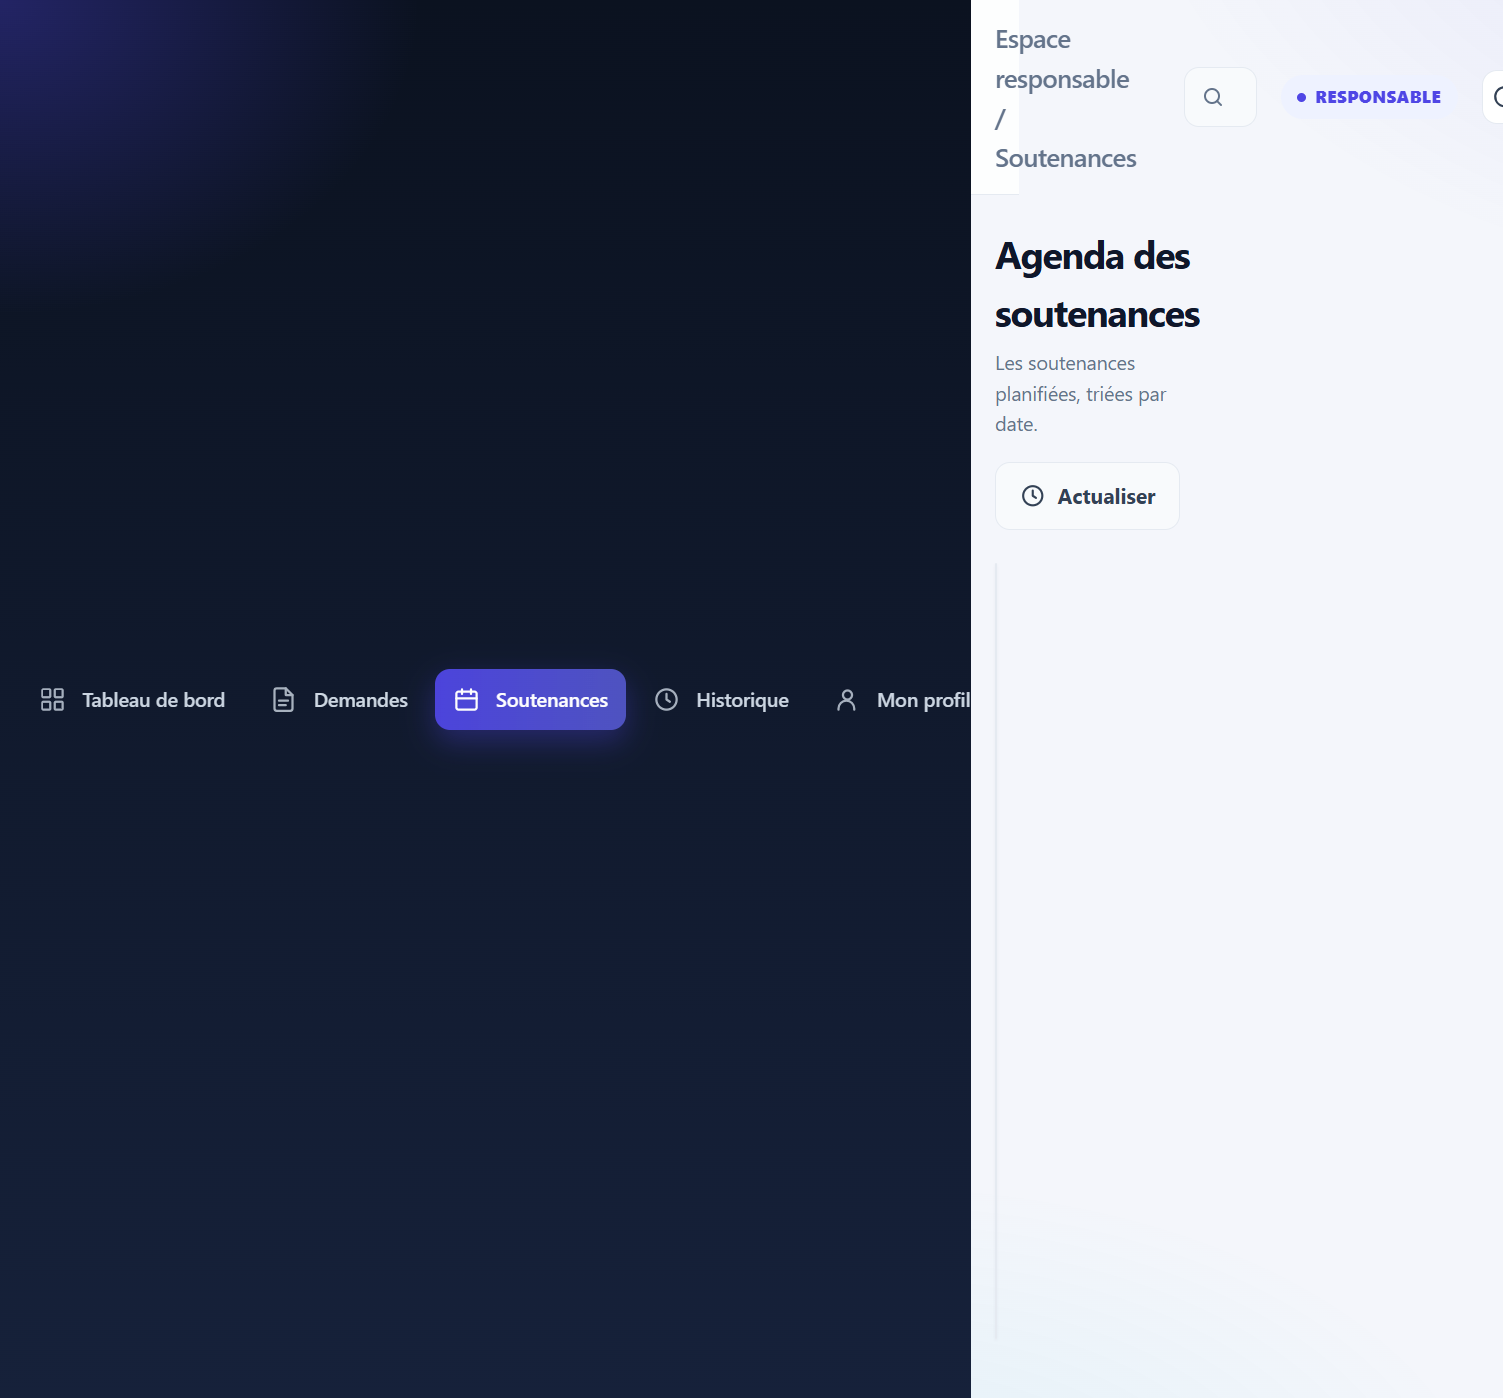 Tableau de bord
Demandes
Soutenances
Historique
Mon profil
Espace
responsable
/
Soutenances
RESPONSABLE
Agenda des
soutenances
Les soutenances
planifiées, triées par
date.
Actualiser